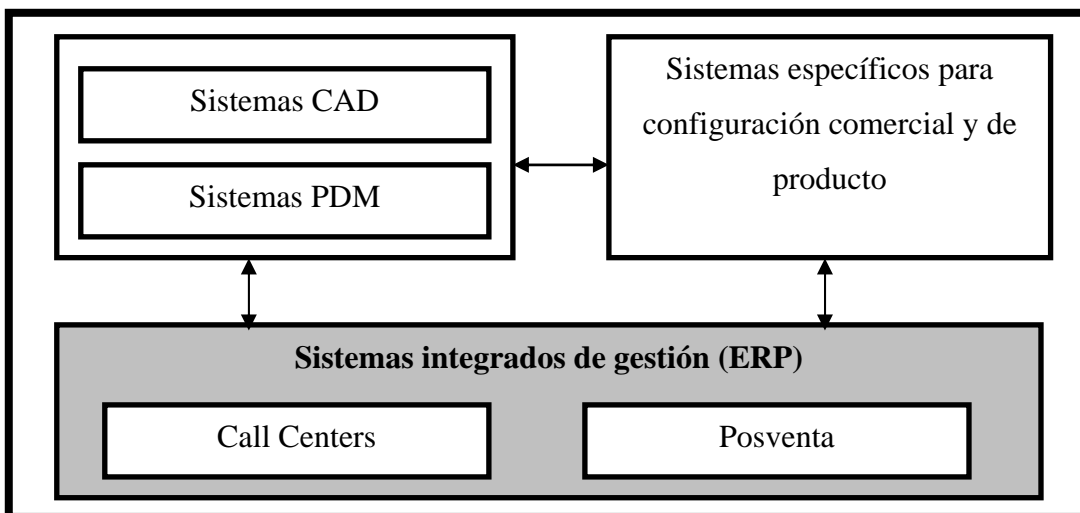 Sistemas CAD
Sistemas PDM
Sistemas específicos para
configuración comercial y de
producto
Sistemas integrados de gestión (ERP)
Call Centers
Posventa